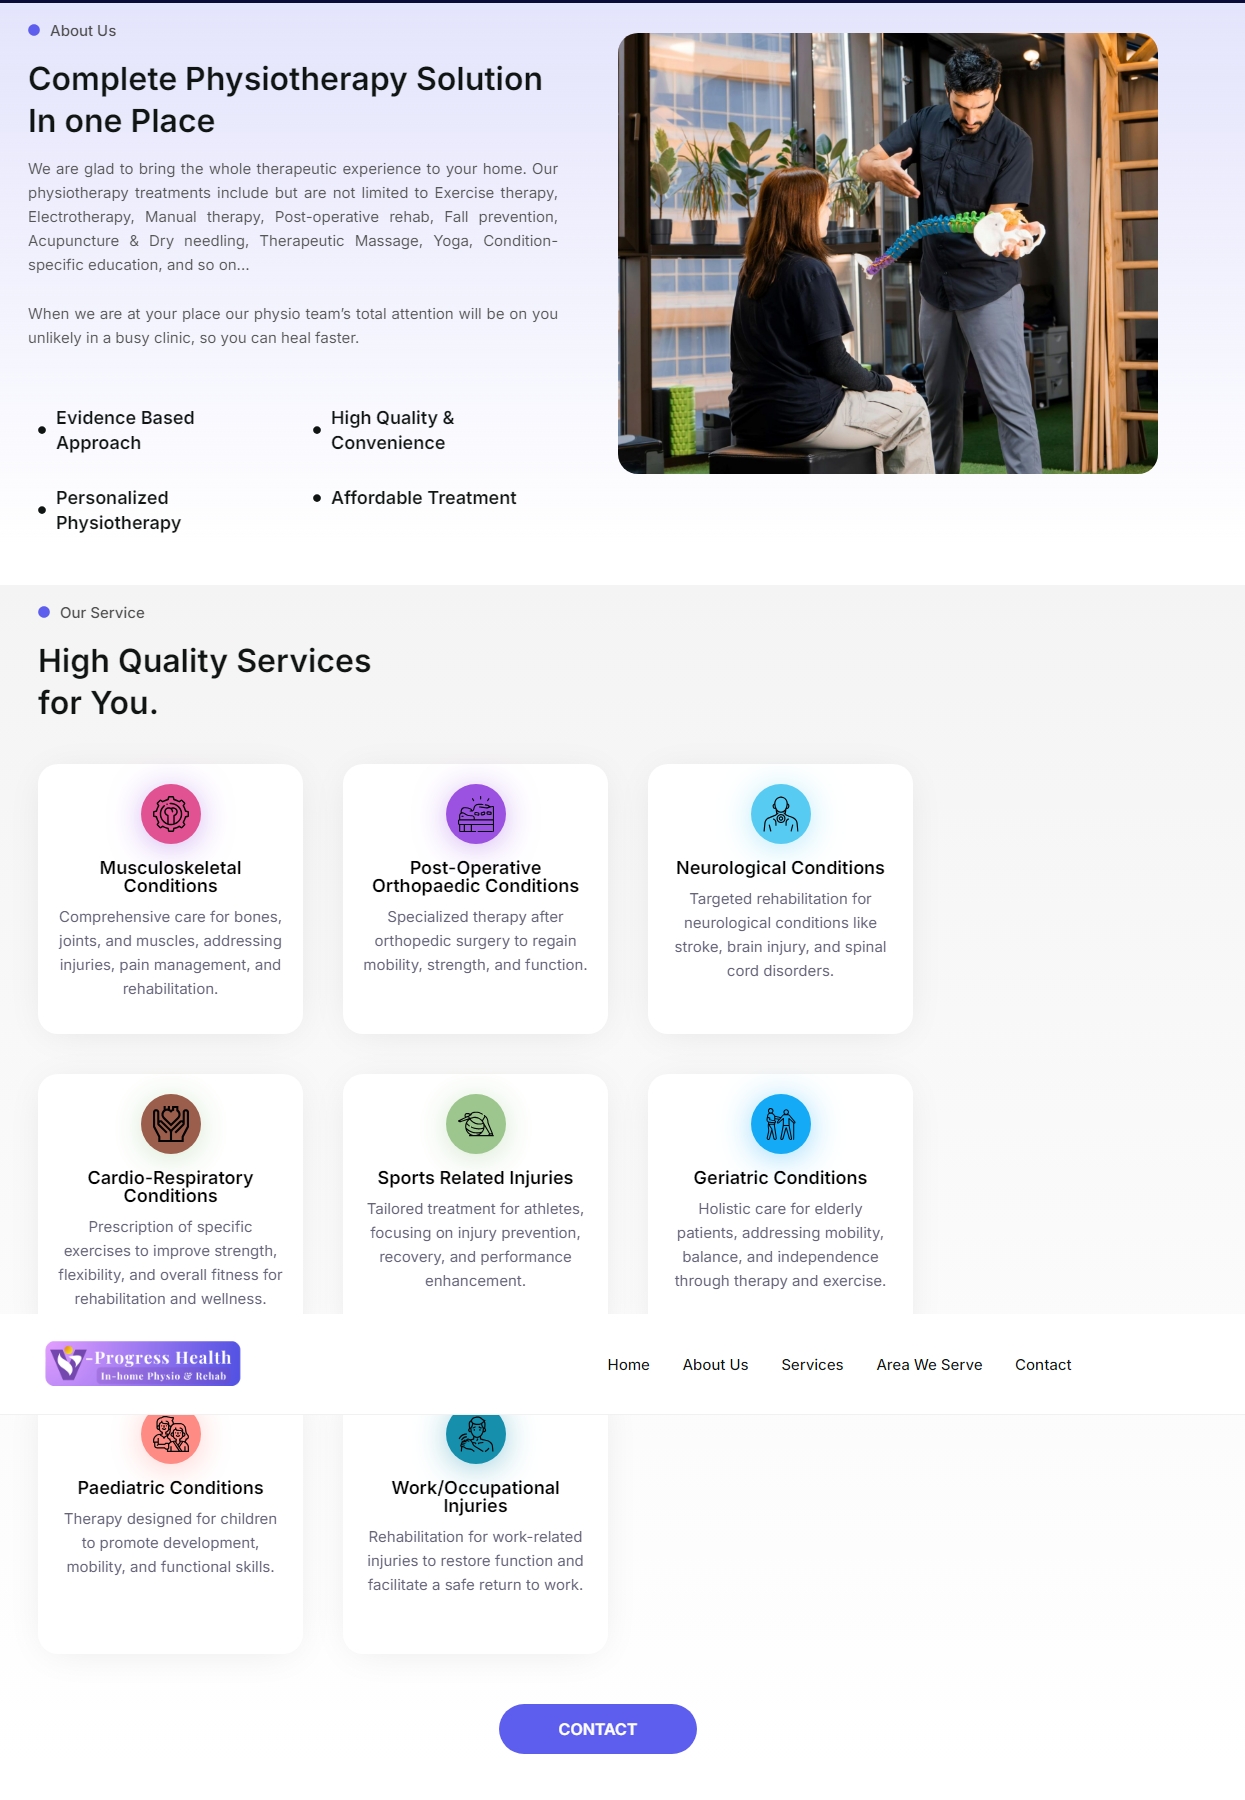 About Us
Complete Physiotherapy Solution
In one Place
We are glad to bring the whole therapeutic experience to your home. Our
physiotherapy treatments include but are not limited to Exercise therapy,
Electrotherapy, Manual therapy, Post-operative rehab, Fall prevention,
Acupuncture & Dry needling, Therapeutic Massage, Yoga, Condition-
specific education, and so on...
When we are at your place our physio team’s total attention will be on you
unlikely in a busy clinic, so you can heal faster.
Evidence Based
Approach
High Quality &
Convenience
Personalized
Physiotherapy
Affordable Treatment
Our Service
High Quality Services
for You.
Musculoskeletal
Conditions
Comprehensive care for bones,
joints, and muscles, addressing
injuries, pain management, and
rehabilitation.
Post-Operative
Orthopaedic Conditions
Specialized therapy after
orthopedic surgery to regain
mobility, strength, and function.
Neurological Conditions
Targeted rehabilitation for
neurological conditions like
stroke, brain injury, and spinal
cord disorders.
Cardio-Respiratory
Conditions
Prescription of specific
exercises to improve strength,
flexibility, and overall fitness for
rehabilitation and wellness.
Sports Related Injuries
Tailored treatment for athletes,
focusing on injury prevention,
recovery, and performance
enhancement.
Geriatric Conditions
Holistic care for elderly
patients, addressing mobility,
balance, and independence
through therapy and exercise.
-Progress Health
In-home Physio & Rehab
Home About Us Services Area We Serve Contact
Paediatric Conditions
Therapy designed for children
to promote development,
mobility, and functional skills.
Work/Occupational
Injuries
Rehabilitation for work-related
injuries to restore function and
facilitate a safe return to work.
CONTACT